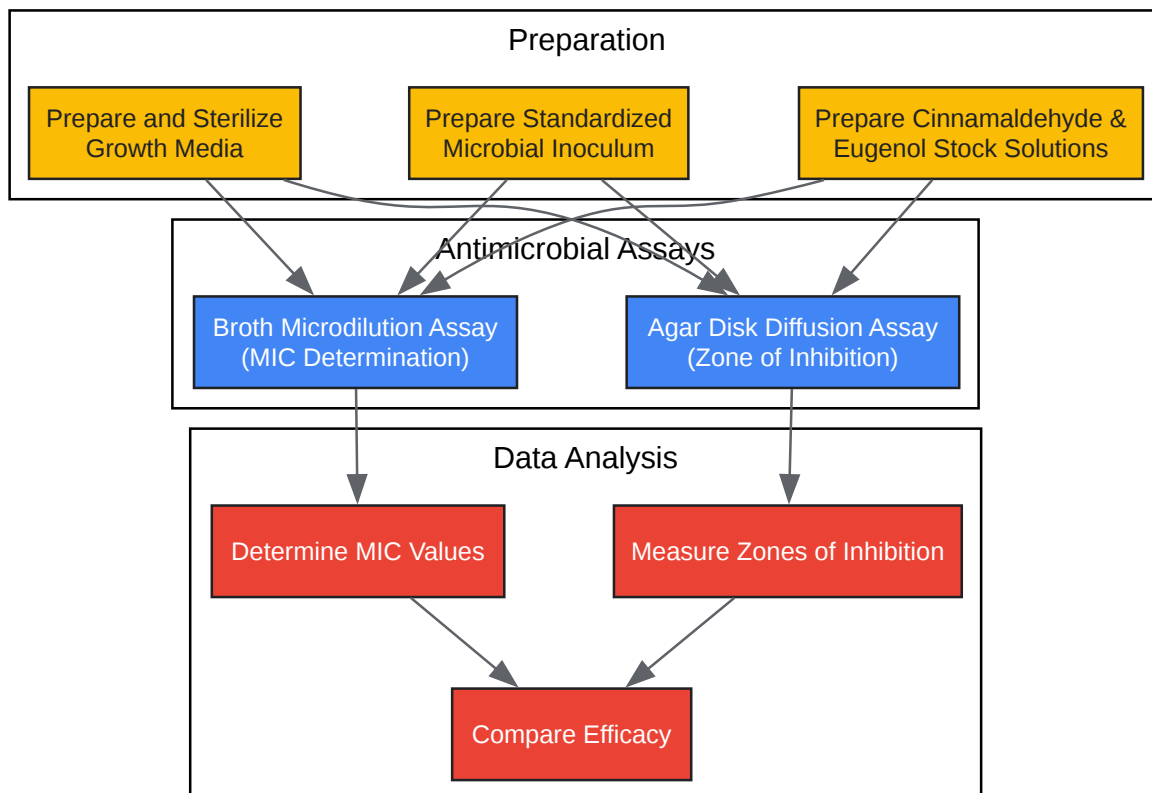 Preparation
Prepare and Sterilize
Growth Media
Prepare Standardized
Microbial Inoculum
Prepare Cinnamaldehyde &
Eugenol Stock Solutions
Antimicrobial Assays
Broth Microdilution Assay
(MIC Determination)
Agar Disk Diffusion Assay
(Zone of Inhibition)
Data Analysis
Determine MIC Values
Measure Zones of Inhibition
Compare Efficacy